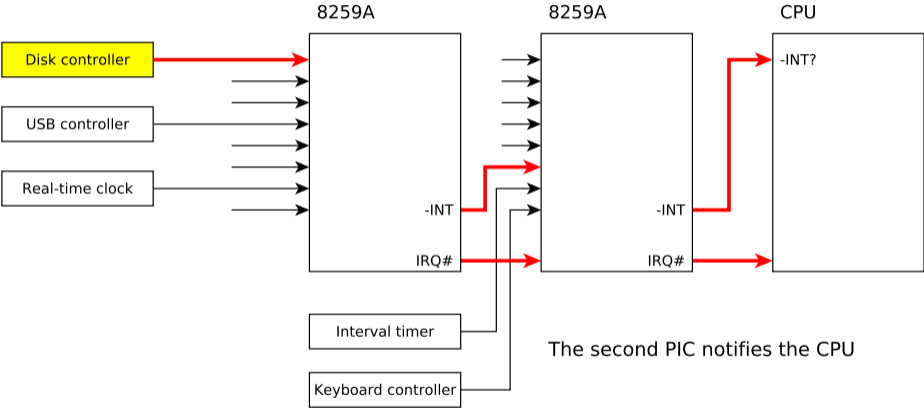 8259A
8259A
CPU
Disk controller
-INT?
USB controller
Real-time clock
-INT
-INT
IRQ#
IRQ#
Interval timer
The second PIC notifies the CPU
Keyboard controller